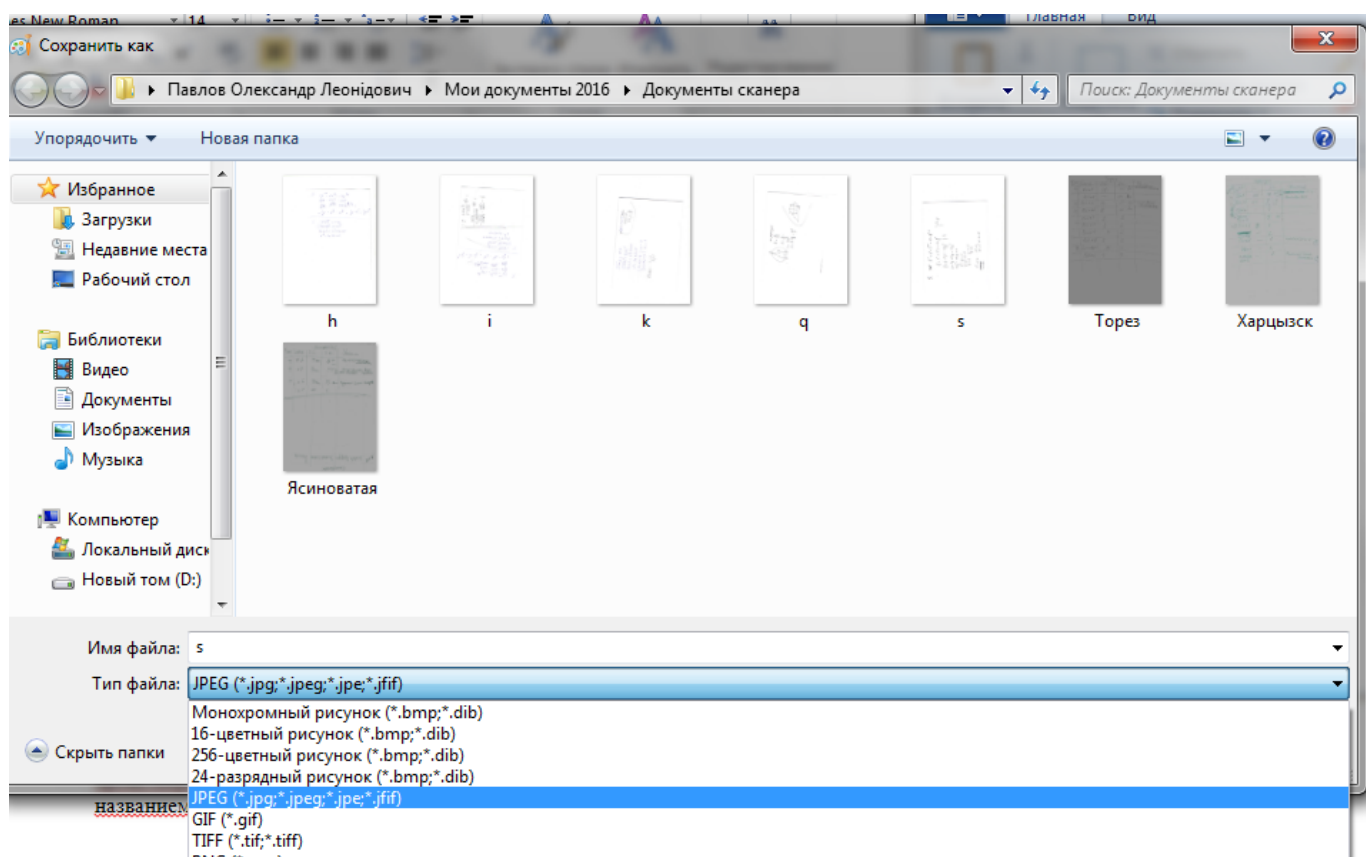 es New Roman 14
Главная Вид
Сохранить как
Павлов Олександр Леонідович Мои документы 2016 Документы сканера
Поиск: Документы сканера
Упорядочить Новая папка
Избранное
Загрузки
Недавние места
Рабочий стол
Библиотеки
Видео
Документы
Изображения
Музыка
Компьютер
Локальный диск
Новый том (D:)
h i k q s Торез Харцызск
Ясиноватая
Имя файла: s
Тип файла: JPEG (*.jpg;*.jpeg;*.jpe;*.jfif)
Монохромный рисунок (*.bmp;*.dib)
16-цветный рисунок (*.bmp;*.dib)
256-цветный рисунок (*.bmp;*.dib)
24-разрядный рисунок (*.bmp;*.dib)
JPEG (*.jpg;*.jpeg;*.jpe;*.jfif)
GIF (*.gif)
TIFF (*.tif;*.tiff)
Скрыть папки
названием